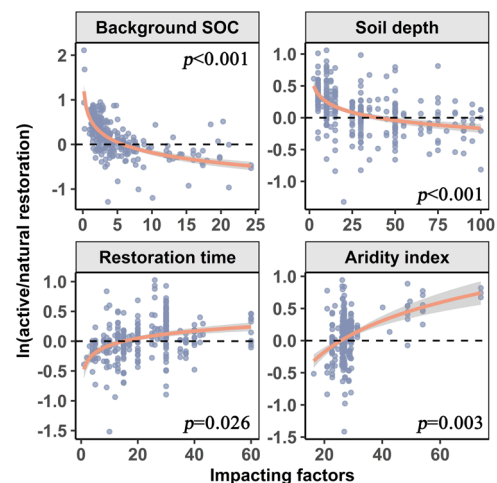 Background SOC
Soil depth
p<0.001
2
1
0
-1
0 5 10 15 20 25
p<0.001
1.0
0.5
0.0
-0.5
-1.0
0 25 50 75 100
ln(active/natural restoration)
Restoration time
Aridity index
p=0.026
1.0
0.5
0.0
-0.5
-1.0
-1.5
0 20 40 60
p=0.003
1.0
0.5
0.0
-0.5
-1.0
-1.5
20 40 60
Impacting factors